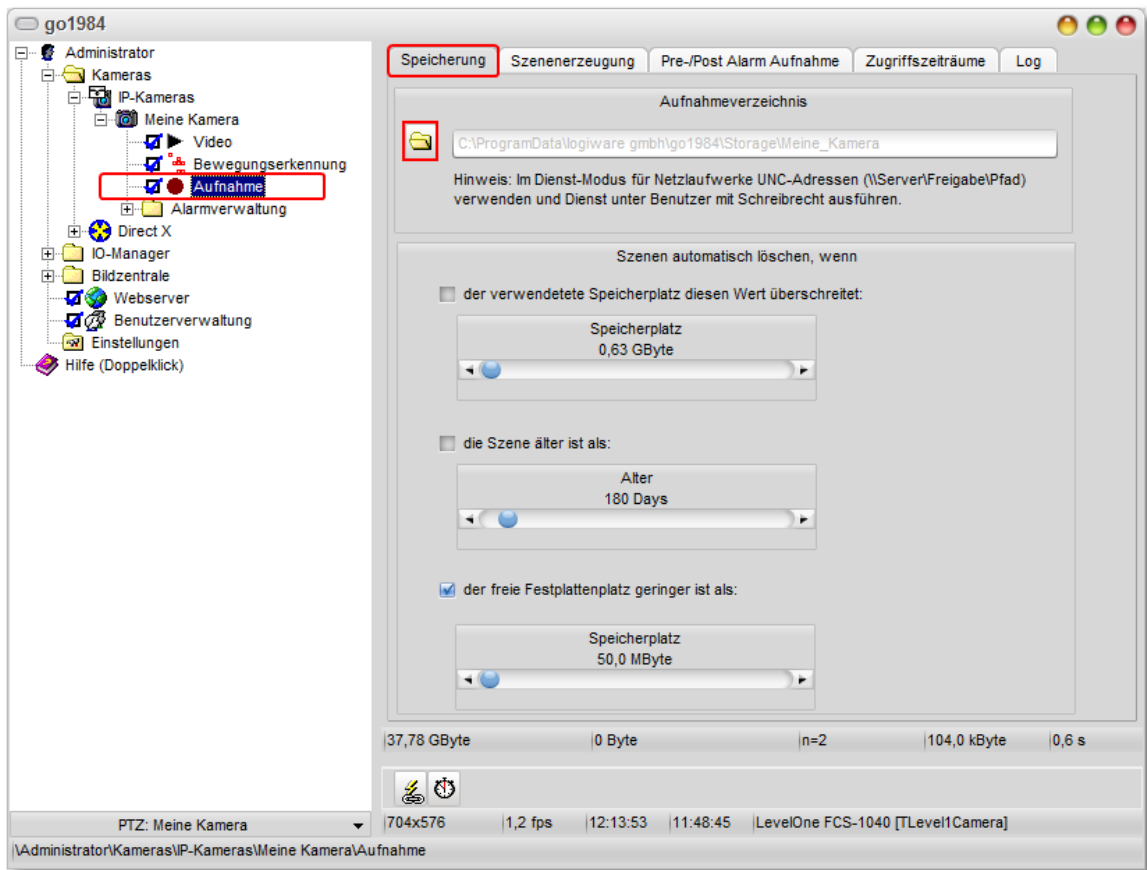 go1984
Administrator
Kameras
IP-Kameras
Meine Kamera
Video
Bewegungserkennung
Aufnahme
Alarmverwaltung
Direct X
IO-Manager
Bildzentrale
Webserver
Benutzerverwaltung
Einstellungen
Hilfe (Doppelklick)
PTZ: Meine Kamera
Speicherung
Szenenerzeugung
Pre-/Post Alarm Aufnahme
Zugriffszeiträume
Log
Aufnahmeverzeichnis
C:\ProgramData\logiware gmbh\go1984\Storage\Meine_Kamera
Hinweis: Im Dienst-Modus für Netzlaufwerke UNC-Adressen (\\Server\Freigabe\Pfad)
verwenden und Dienst unter Benutzer mit Schreibrecht ausführen.
Szenen automatisch löschen, wenn
der verwendetete Speicherplatz diesen Wert überschreitet:
Speicherplatz
0,63 GByte
die Szene älter ist als:
Alter
180 Days
der freie Festplattenplatz geringer ist als:
Speicherplatz
50,0 MByte
37,78 GByte
0 Byte
n=2
104,0 kByte
0,6 s
704x576
1,2 fps
12:13:53
11:48:45
LevelOne FCS-1040 [TLevel1Camera]
\Administrator\Kameras\IP-Kameras\Meine Kamera\Aufnahme